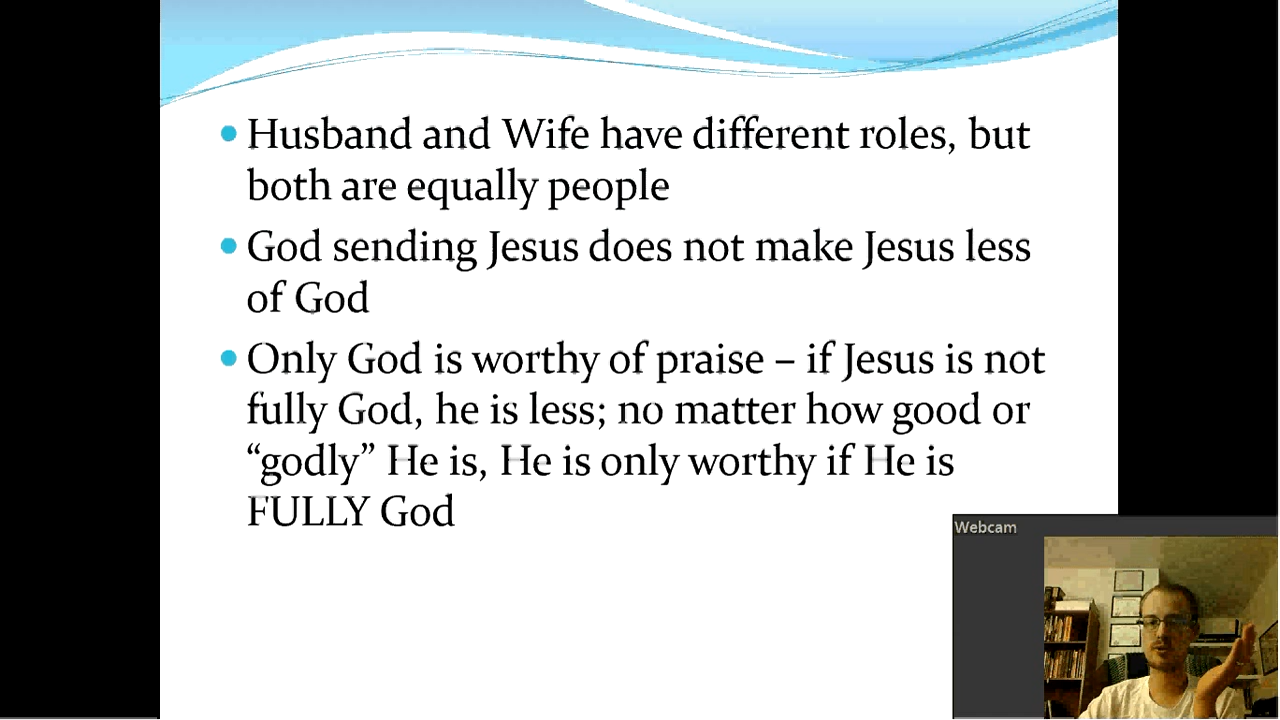 Husband and Wife have different roles, but
both are equally people
God sending Jesus does not make Jesus less
of God
Only God is worthy of praise – if Jesus is not
fully God, he is less; no matter how good or
“godly” He is, He is only worthy if He is
FULLY God
Webcam